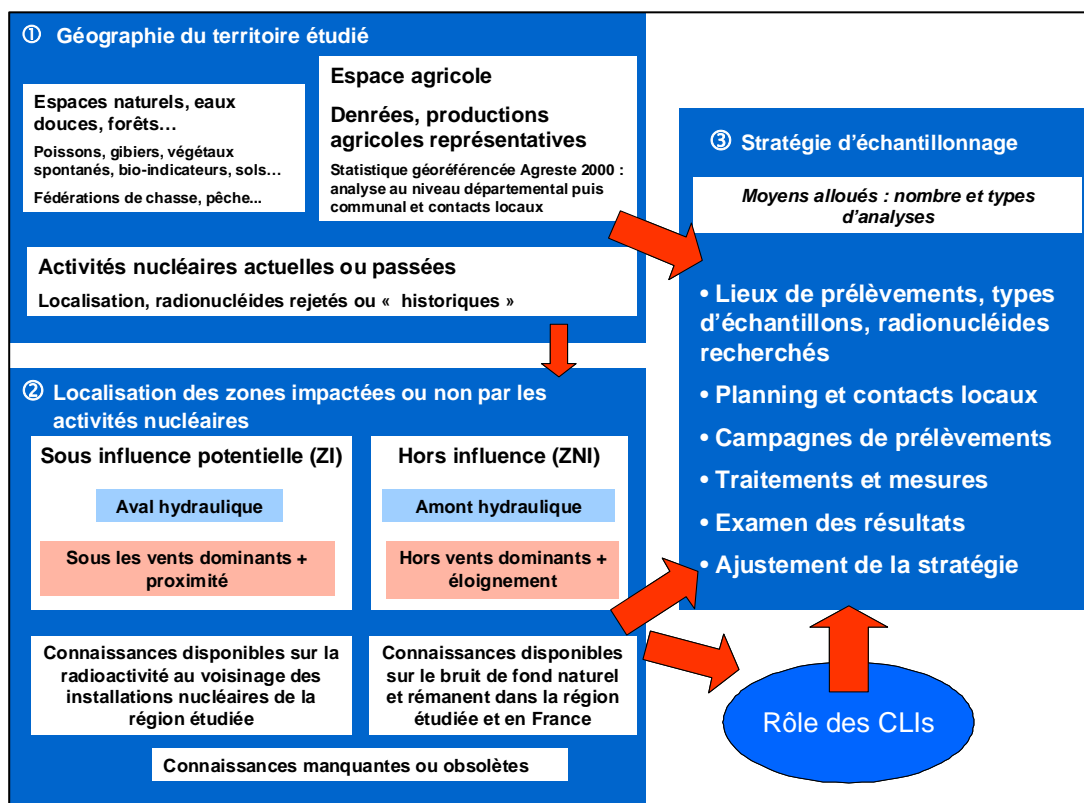 ① Géographie du territoire étudié
Espaces naturels, eaux
douces, forêts…
Poissons, gibiers, végétaux
spontanés, bio-indicateurs, sols…
Fédérations de chasse, pêche...
Espace agricole
Denrées, productions
agricoles représentatives
Statistique géoréférencée Agreste 2000 :
analyse au niveau départemental puis
communal et contacts locaux
Activités nucléaires actuelles ou passées
Localisation, radionucléides rejetés ou « historiques »
② Localisation des zones impactées ou non par les
activités nucléaires
Sous influence potentielle (ZI)
Aval hydraulique
Sous les vents dominants +
proximité
Hors influence (ZNI)
Amont hydraulique
Hors vents dominants +
éloignement
Connaissances disponibles sur la
radioactivité au voisinage des
installations nucléaires de la
région étudiée
Connaissances disponibles
sur le bruit de fond naturel
et rémanent dans la région
étudiée et en France
Connaissances manquantes ou obsolètes
③ Stratégie d’échantillonnage
Moyens alloués : nombre et types
d’analyses
• Lieux de prélèvements, types
d’échantillons, radionucléides
recherchés
• Planning et contacts locaux
• Campagnes de prélèvements
• Traitements et mesures
• Examen des résultats
• Ajustement de la stratégie
Rôle des CLIs